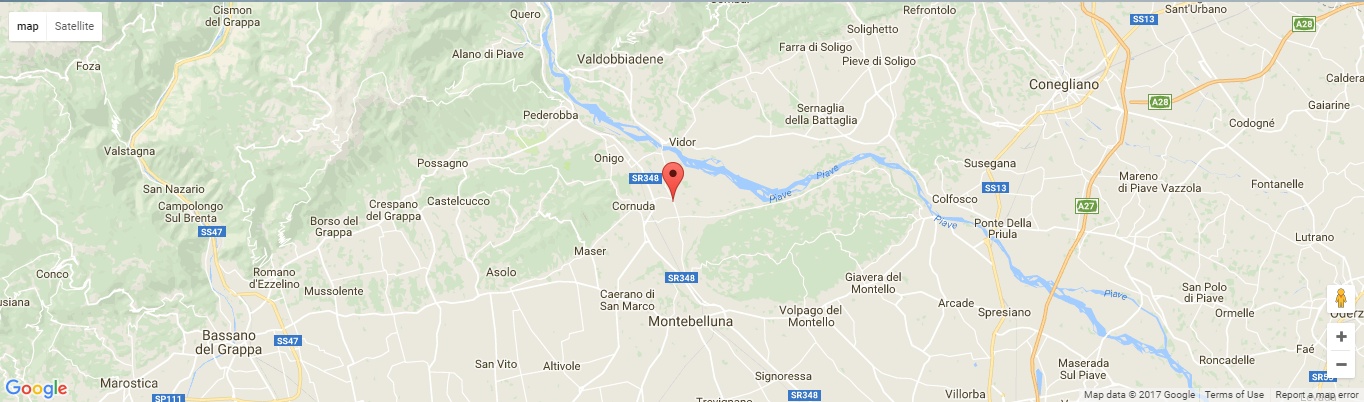 Cismon
del Grappa
Quero
Refrontolo
Sant'Urbano
SS13
A28
map
Satellite
Alano di Piave
Valdobbiadene
Solighetto
Farra di Soligo
Pieve di Soligo
Foza
Conegliano
Caldera
A28
Gaiarine
Pederobba
Sernaglia
della Battaglia
Codogné
Valstagna
Vidor
Possagno
Onigo
Susegana
SR348
Piave
San Nazario
SS13
Mareno
di Piave
Vazzola
Fontanelle
Campolongo
Sul Brenta
Crespano
del Grappa
Castelcucco
Cornuda
Piave
Colfosco
A27
SS47
Borso del
Grappa
Piave
Ponte Della
Priula
Lutrano
Maser
Conco
Romano
d'Ezzelino
Asolo
SR348
Giavera del
Montello
Mussolente
Caerano di
San Marco
Piave
San Polo
di Piave
usiana
Arcade
Spresiano
Ormelle
Oderz
Montebelluna
Volpago del
Montello
Bassano
del Grappa
SS47
San Vito
Altivole
Maserada
Sul Piave
Roncadelle
Faé
Signoressa
Marostica
SP111
Trevignano
SR348
Villorba
Google
Map data © 2017 Google
Terms of Use
Report a map error